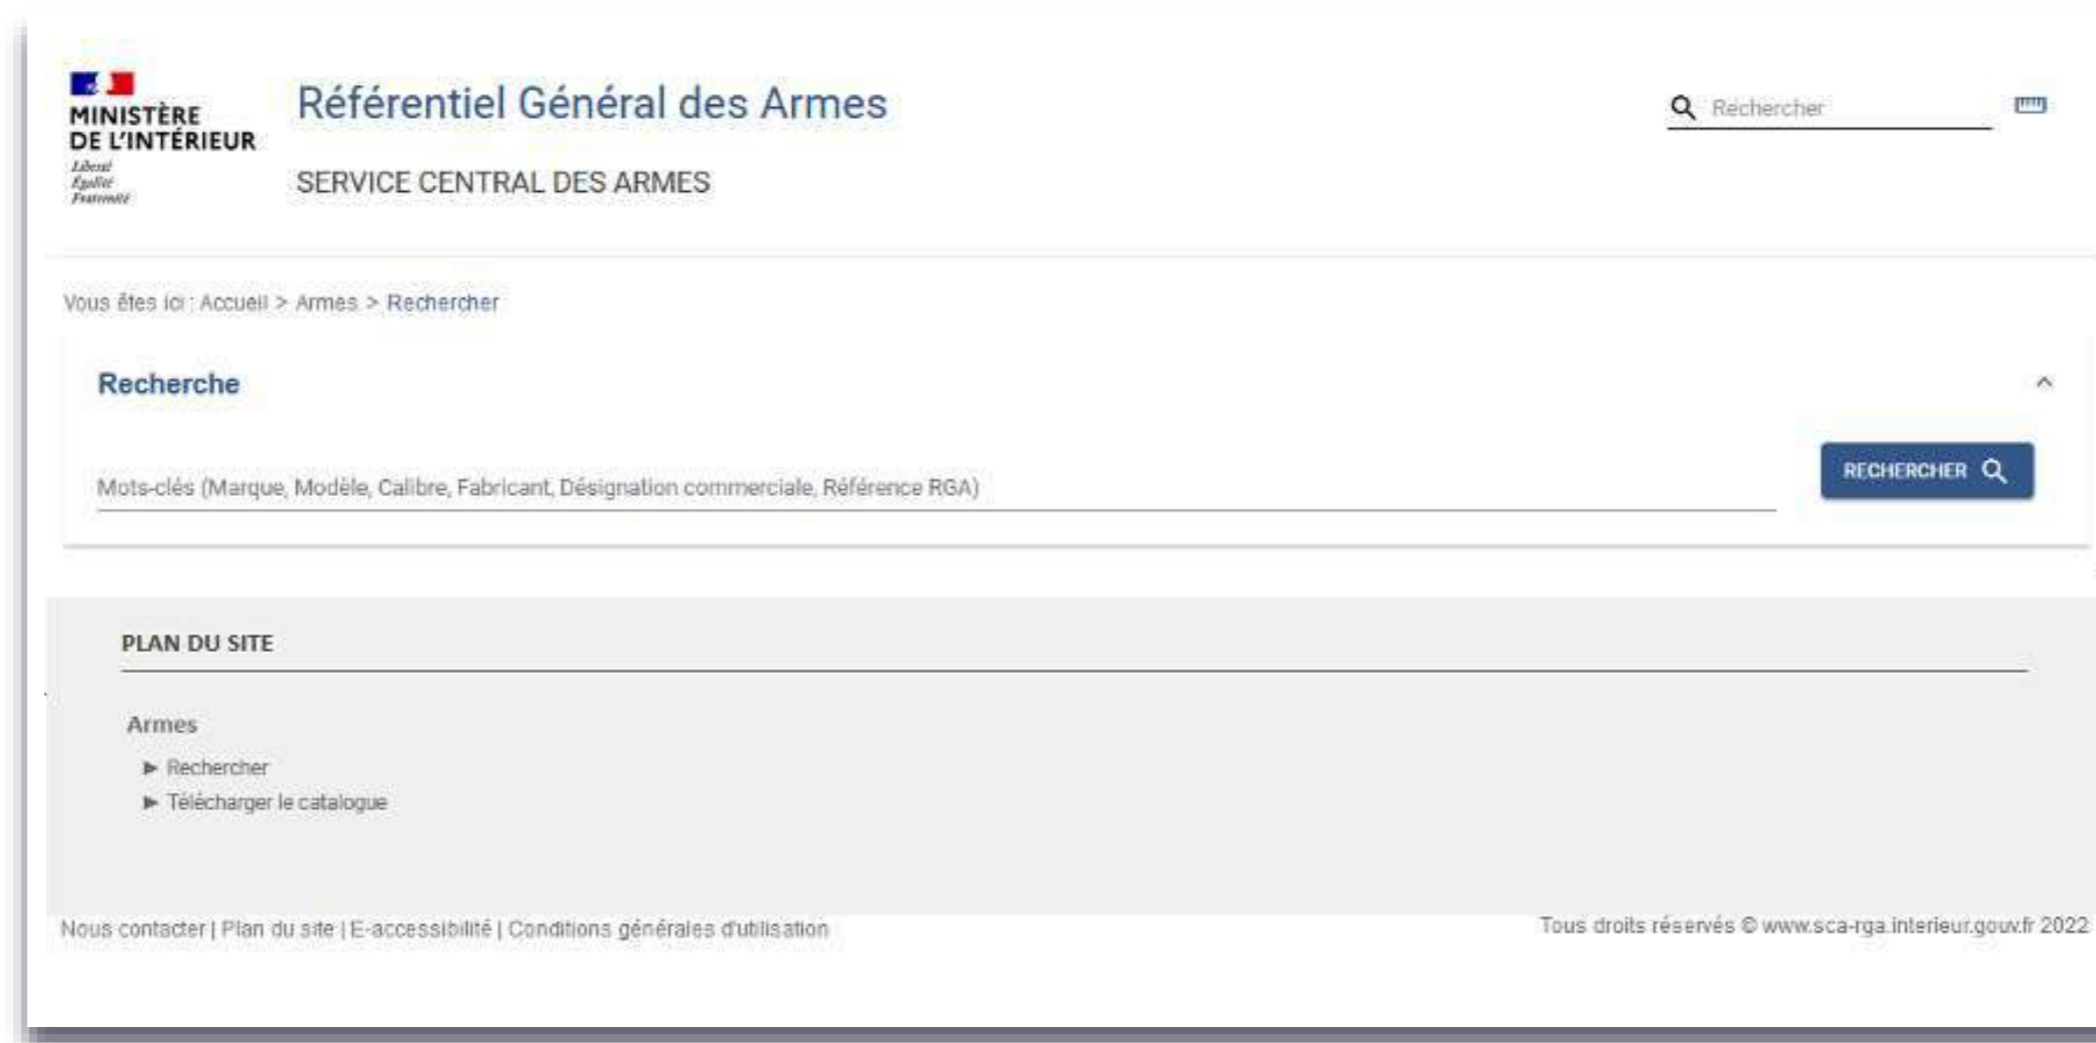 MINISTÈRE
DE L'INTÉRIEUR
Liberté
Égalité
Fraternité
Référentiel Général des Armes
SERVICE CENTRAL DES ARMES
Rechercher
Vous êtes ici : Accueil > Armes > Rechercher
Recherche
Mots-clés (Marque, Modèle, Calibre, Fabricant, Désignation commerciale, Référence RGA)
RECHERCHER
PLAN DU SITE
Armes
► Rechercher
► Télécharger le catalogue
Nous contacter | Plan du site | E-accessibilité | Conditions générales d'utilisation
Tous droits réservés © www.sca-rga.interieur.gouv.fr 2022